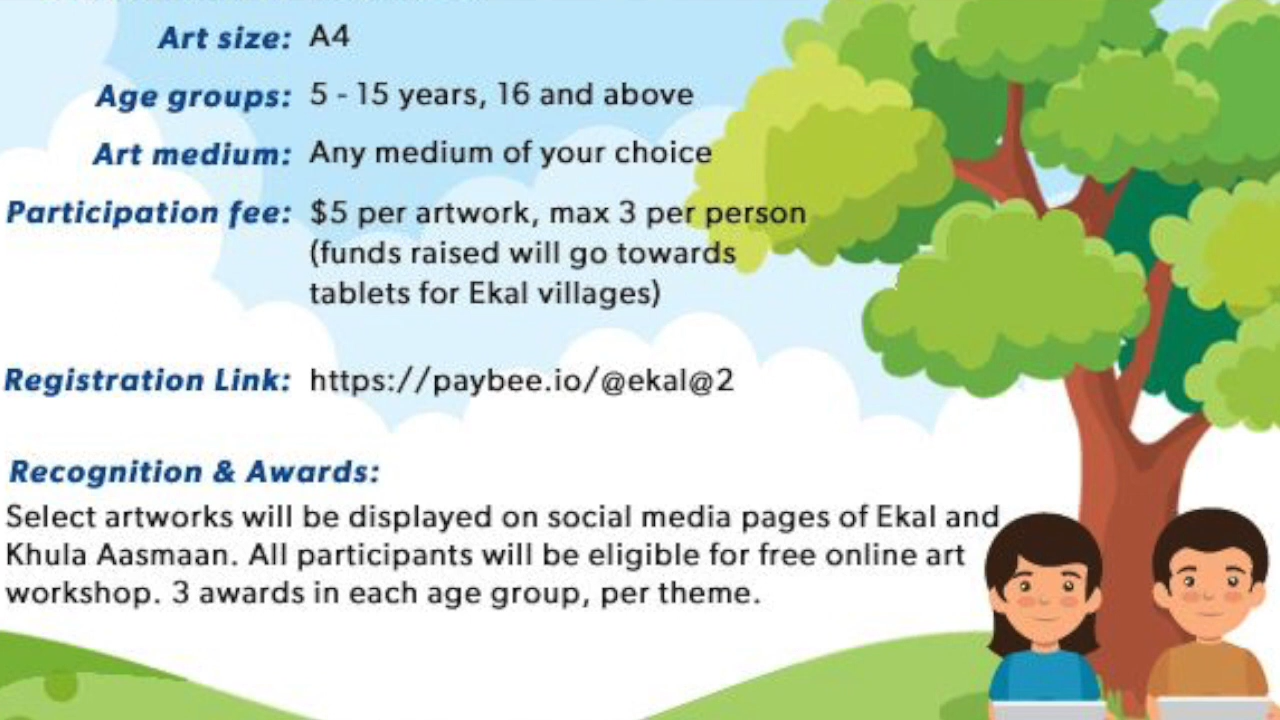 Art size: A4
Age groups: 5 - 15 years, 16 and above
Art medium: Any medium of your choice
Participation fee: $5 per artwork, max 3 per person
(funds raised will go towards
tablets for Ekal villages)
Registration Link: https://paybee.io/@ekal@2
Recognition & Awards:
Select artworks will be displayed on social media pages of Ekal and
Khula Aasmaan. All participants will be eligible for free online art
workshop. 3 awards in each age group, per theme.